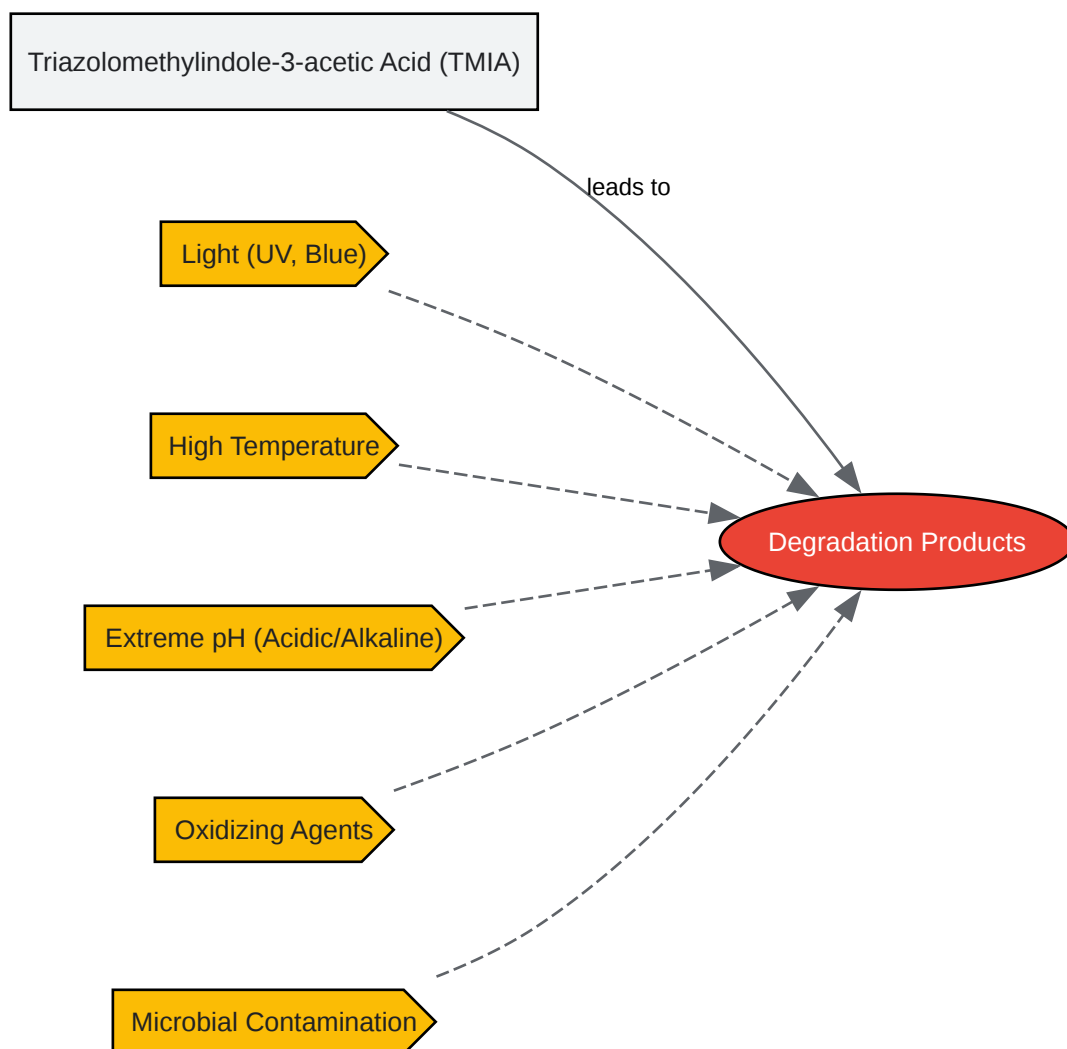 Triazolomethylindole-3-acetic Acid (TMIA)
leads to
Light (UV, Blue)
High Temperature
Degradation Products
Extreme pH (Acidic/Alkaline)
Oxidizing Agents
Microbial Contamination